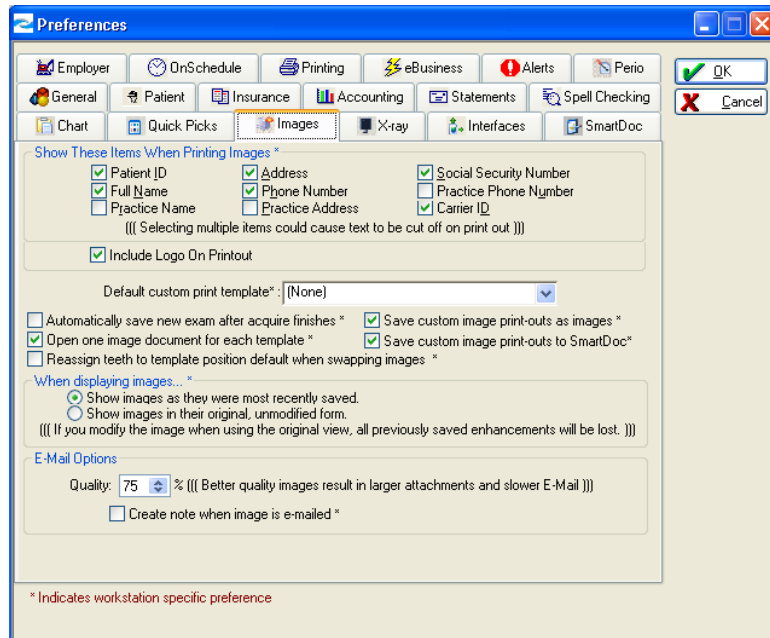 Preferences
Employer OnSchedule Printing eBusiness Alerts Perio
General Patient Insurance Accounting Statements Spell Checking
Chart Quick Picks Images X-ray Interfaces SmartDoc
OK
Cancel
Show These Items When Printing Images *
Patient ID Address Social Security Number
Full Name Phone Number Practice Phone Number
Practice Name Practice Address Carrier ID
((( Selecting multiple items could cause text to be cut off on print out )))
Include Logo On Printout
Default custom print template* : (None)
Automatically save new exam after acquire finishes * Save custom image print-outs as images *
Open one image document for each template * Save custom image print-outs to SmartDoc*
Reassign teeth to template position default when swapping images *
When displaying images... *
Show images as they were most recently saved.
Show images in their original, unmodified form.
((( If you modify the image when using the original view, all previously saved enhancements will be lost. )))
E-Mail Options
Quality: 75 % ((( Better quality images result in larger attachments and slower E-Mail )))
Create note when image is e-mailed *
* Indicates workstation specific preference